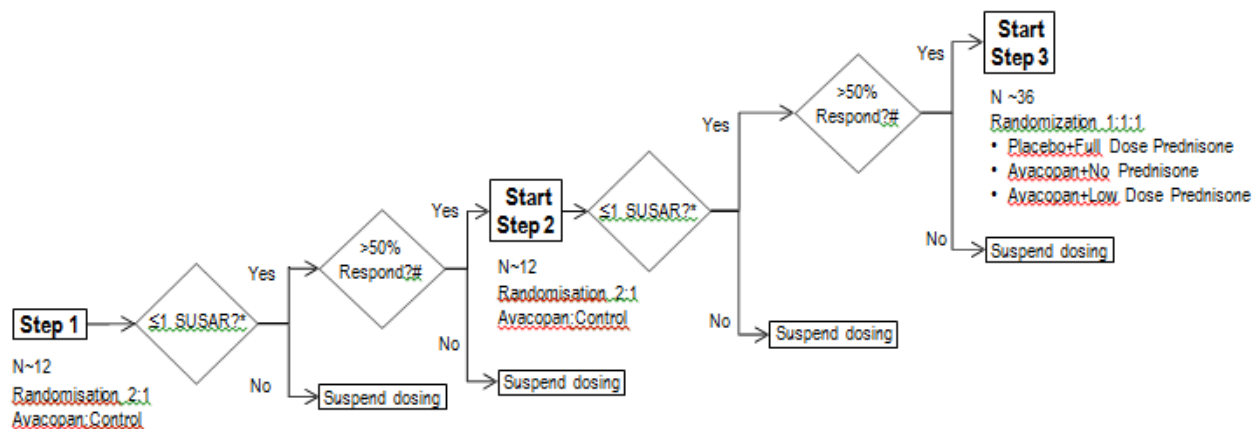 Step 1
N~12
Randomisation 2:1
Avacopan:Control
≤1 SUSAR?*
Yes
No
Suspend dosing
>50%
Respond?#
Yes
No
Suspend dosing
Start
Step 2
N~12
Randomisation 2:1
Avacopan:Control
≤1 SUSAR?*
Yes
No
Suspend dosing
>50%
Respond?#
Yes
No
Suspend dosing
Start
Step 3
N ~36
Randomization 1:1:1
• Placebo+Full Dose Prednisone
• Avacopan+No Prednisone
• Avacopan+Low Dose Prednisone